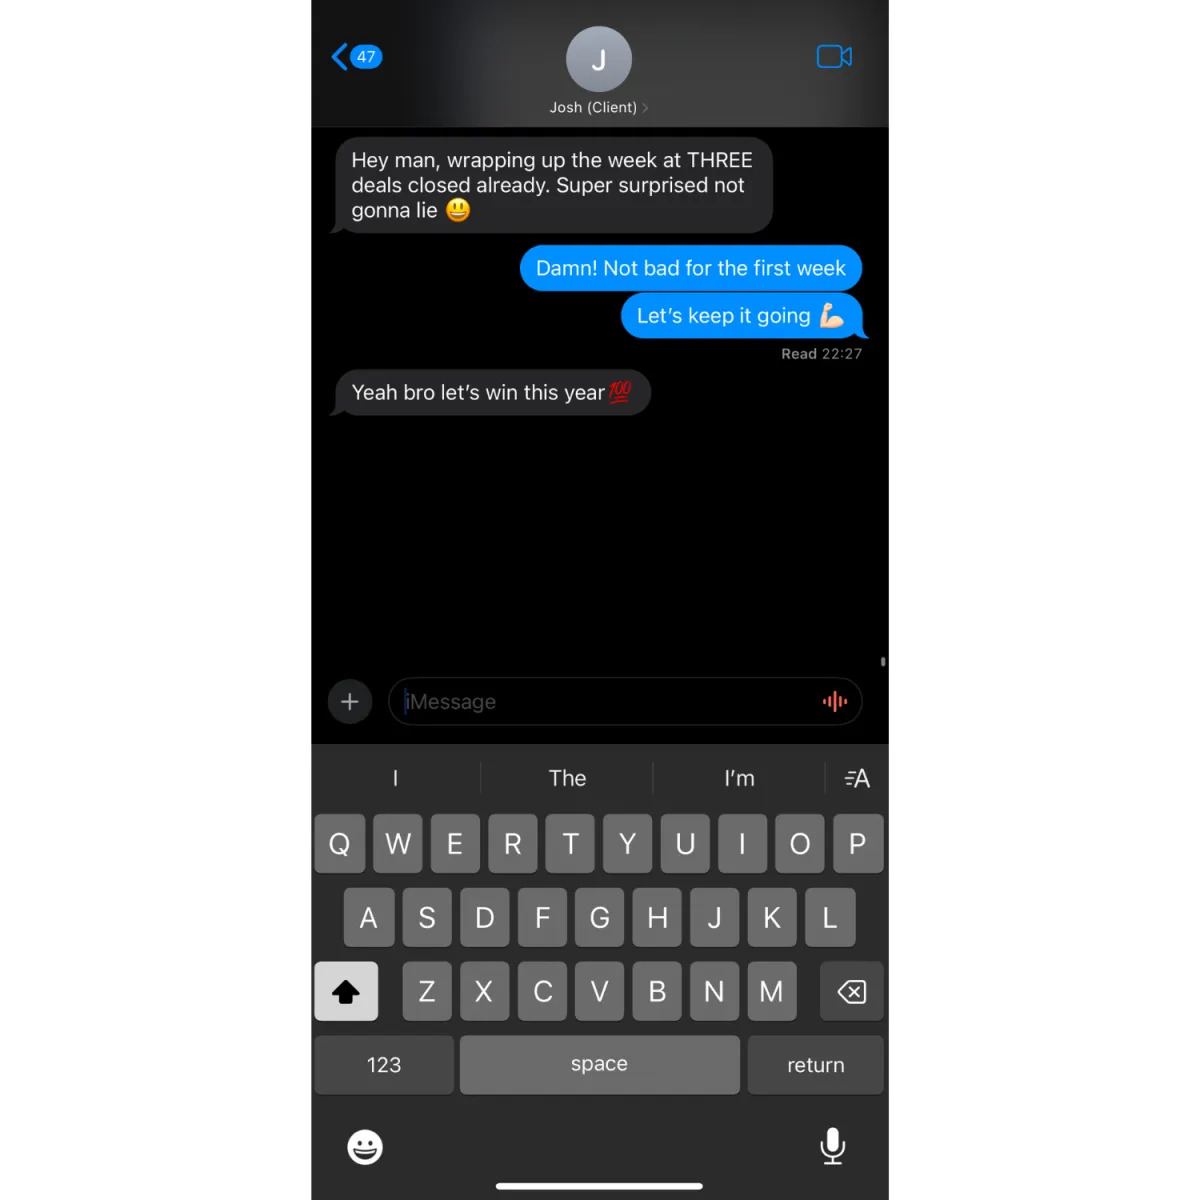 47
J
Josh (Client)
Hey man, wrapping up the week at THREE
deals closed already. Super surprised not
gonna lie 😃
Damn! Not bad for the first week
Let’s keep it going 💪🏻
Read 22:27
Yeah bro let’s win this year💯
iMessage
I The I’m A
Q W E R T Y U I O P
A S D F G H J K L
Z X C V B N M
123 space return